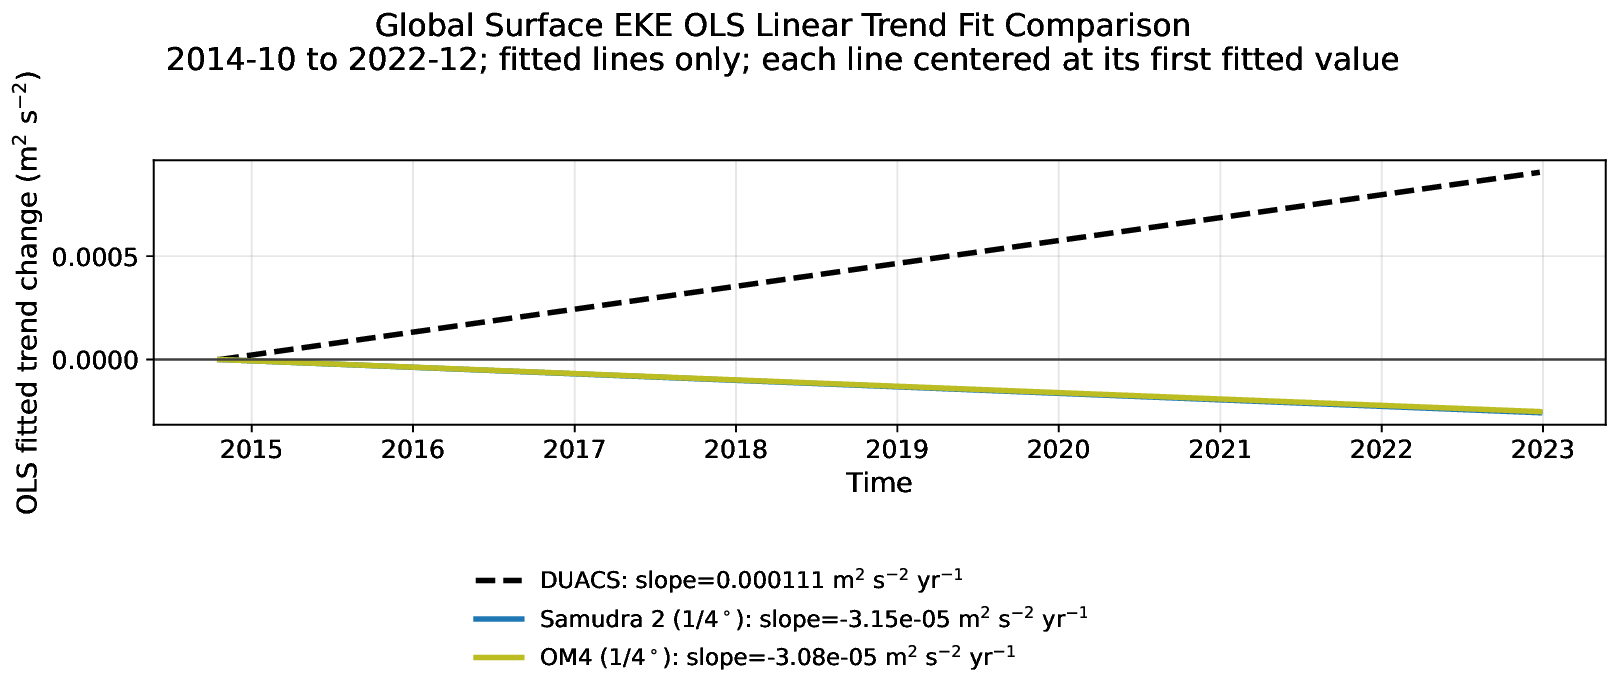 Global Surface EKE OLS Linear Trend Fit Comparison
2014-10 to 2022-12; fitted lines only; each line centered at its first fitted value
OLS fitted trend change (m² s⁻²)
0.0005
0.0000
2015 2016 2017 2018 2019 2020 2021 2022 2023
Time
DUACS: slope=0.000111 m² s⁻² yr⁻¹
Samudra 2 (1/4°): slope=-3.15e-05 m² s⁻² yr⁻¹
OM4 (1/4°): slope=-3.08e-05 m² s⁻² yr⁻¹